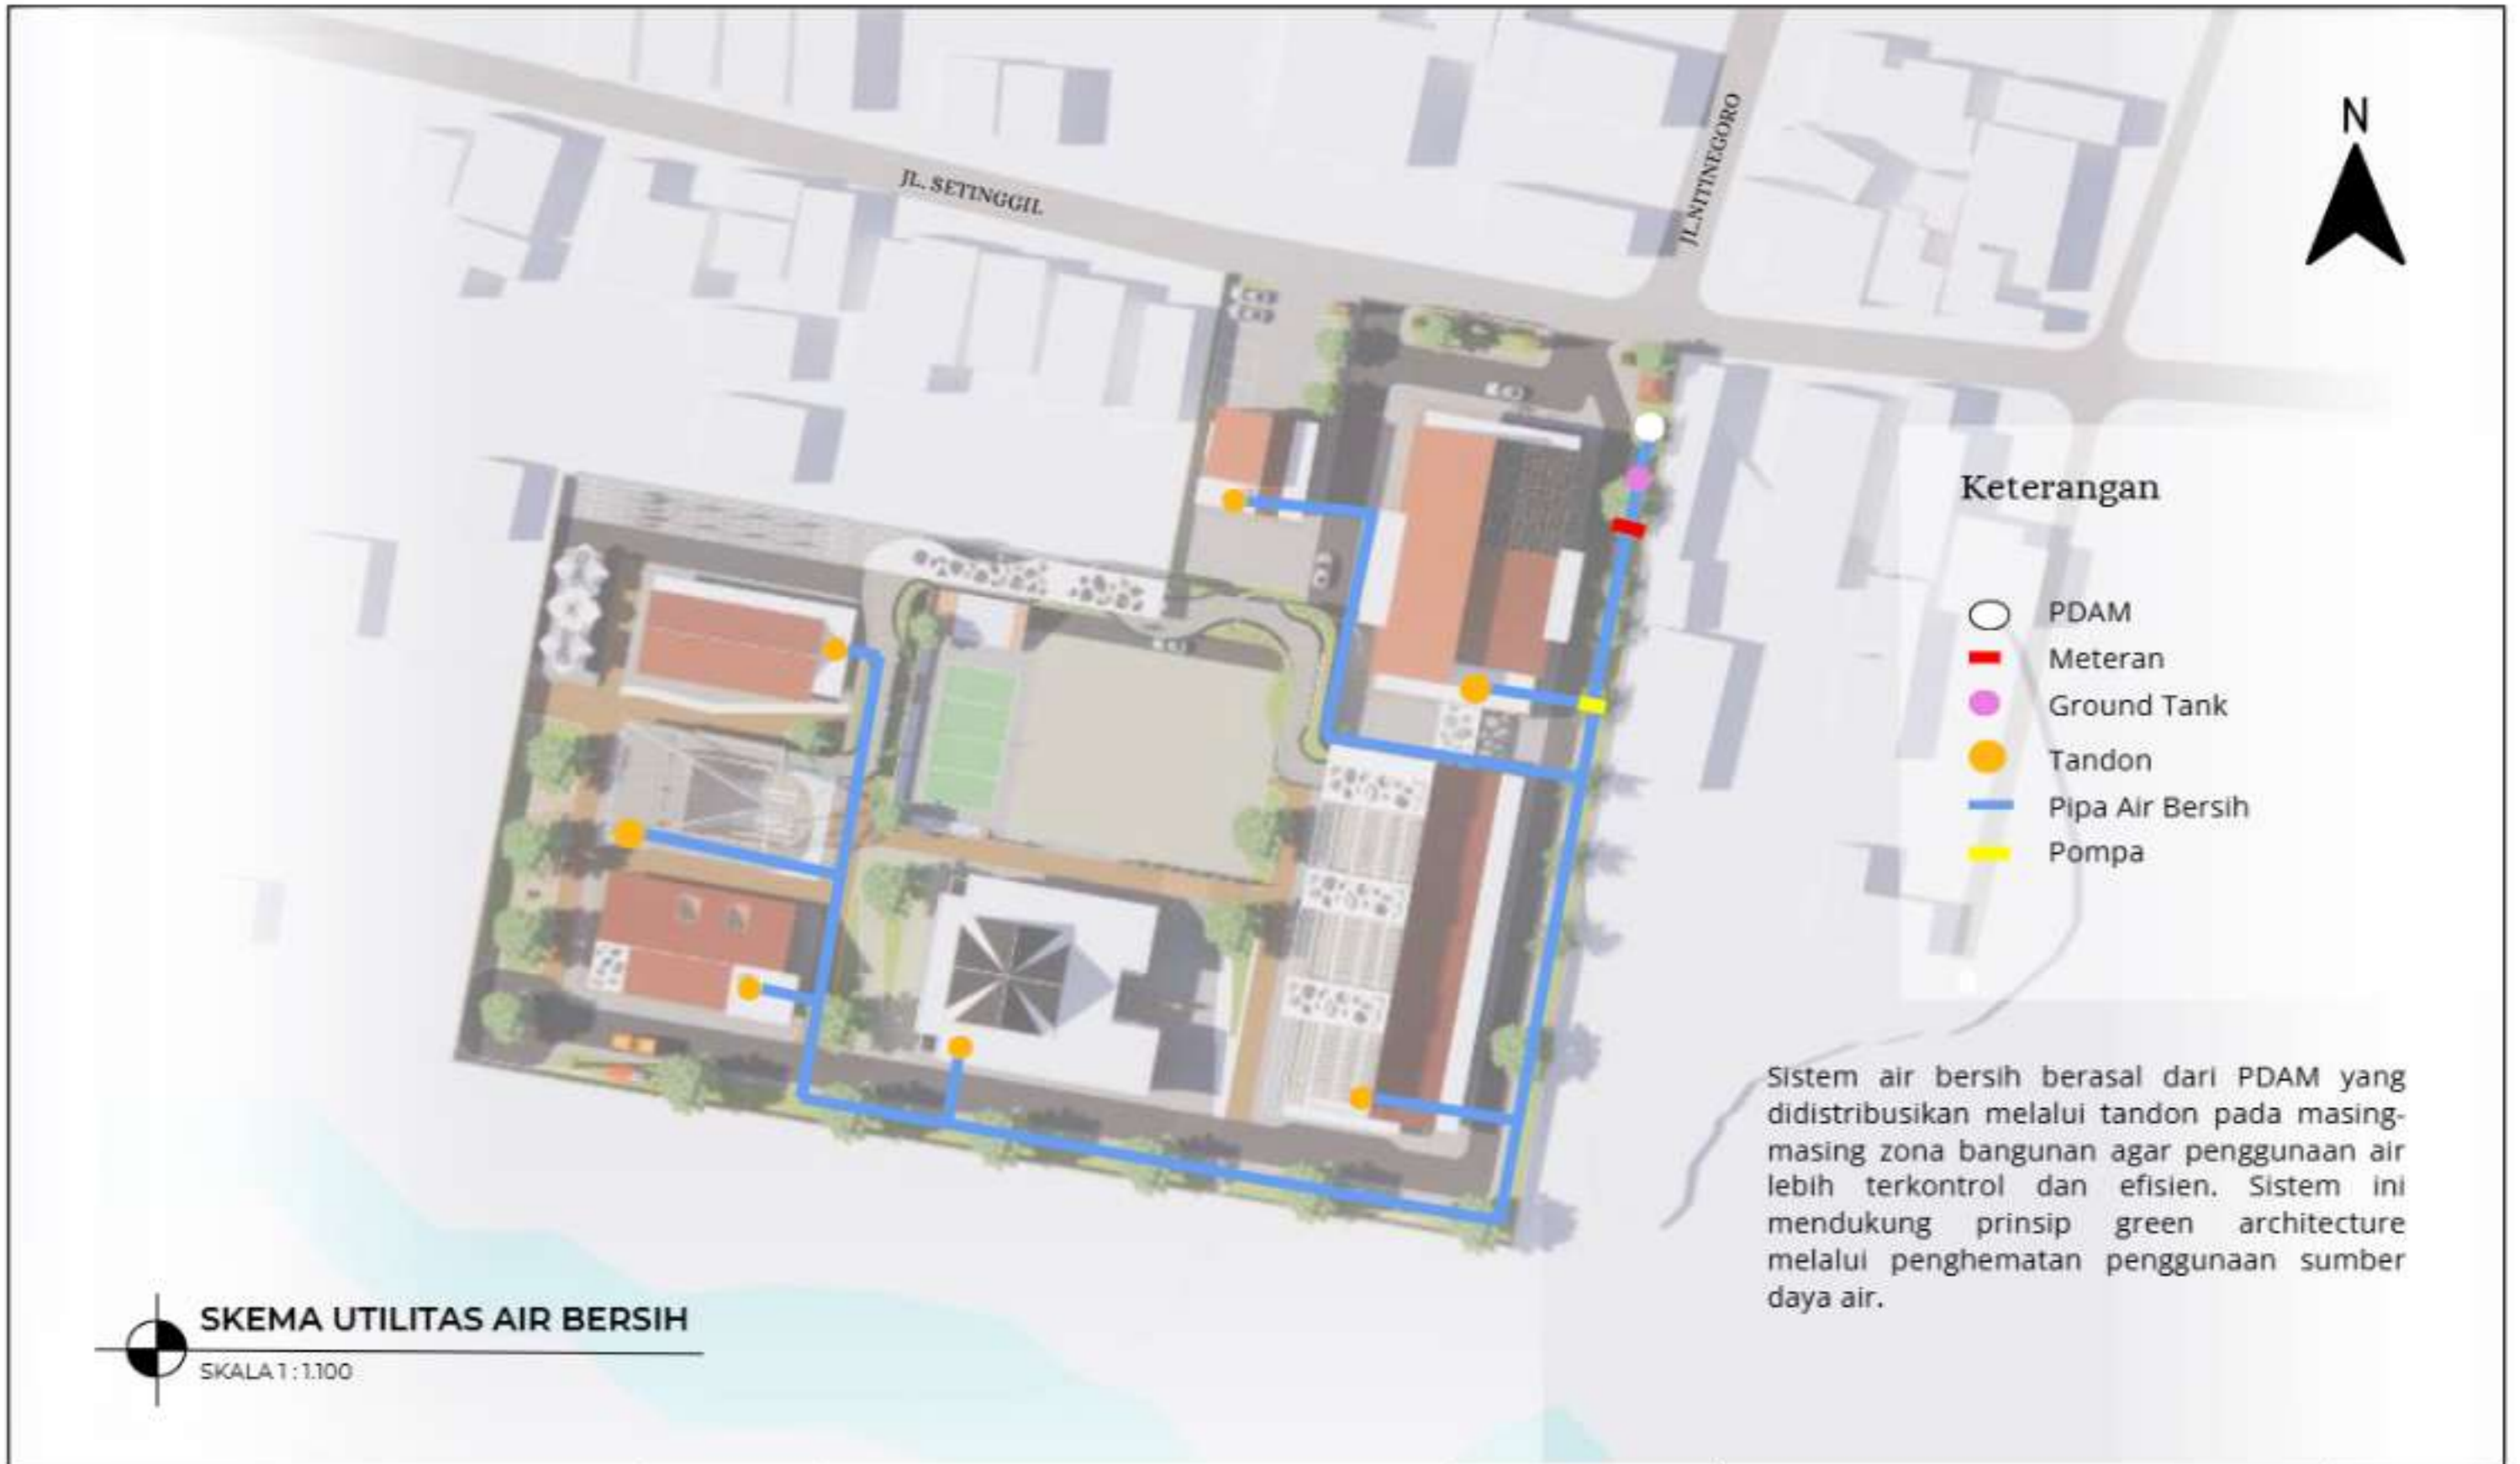 JL. SETINGGIL
JL.NITINEGORO
N
Keterangan
PDAM
Meteran
Ground Tank
Tandon
Pipa Air Bersih
Pompa
Sistem air bersih berasal dari PDAM yang
didistribusikan melalui tandon pada masing-
masing zona bangunan agar penggunaan air
lebih terkontrol dan efisien. Sistem ini
mendukung prinsip green architecture
melalui penghematan penggunaan sumber
daya air.
SKEMA UTILITAS AIR BERSIH
SKALA 1 : 1.100